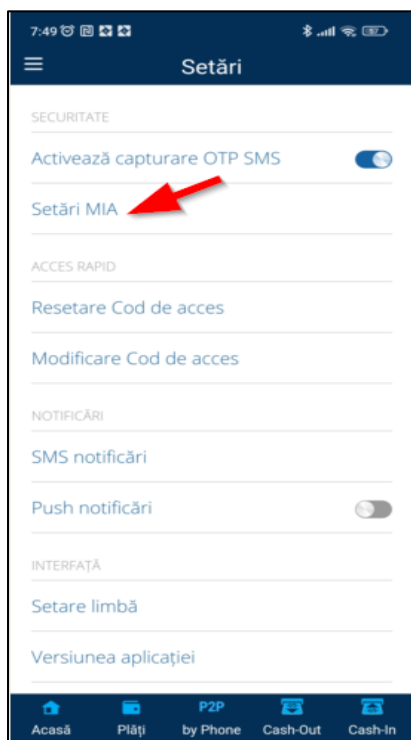 7:49
Setări
SECURITATE
Activează capturare OTP SMS
Setări MIA
ACCES RAPID
Resetare Cod de acces
Modificare Cod de acces
NOTIFICĂRI
SMS notificări
Push notificări
INTERFAȚĂ
Setare limbă
Versiunea aplicației
P2P
Acasă Plăți by Phone Cash-Out Cash-In